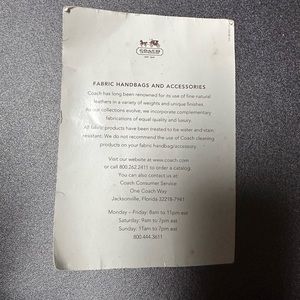 COACH
FABRIC HANDBAGS AND ACCESSORIES
Coach has long been renowned for its use of fine natural
leathers in a variety of weights and unique finishes.
As our collections evolve, we incorporate complementary
fabrications of equal quality and luxury.
All fabric products have been treated to be water and stain
resistant. We do not recommend the use of Coach cleaning
products on your fabric handbag/accessory.
Visit our website at www.coach.com
or call 800.262.2411 to order a catalog.
You can also contact us at:
Coach Consumer Service
One Coach Way
Jacksonville, Florida 32218-7941
Monday – Friday: 8am to 11pm est
Saturday: 9am to 7pm est
Sunday: 11am to 7pm est
800.444.3611